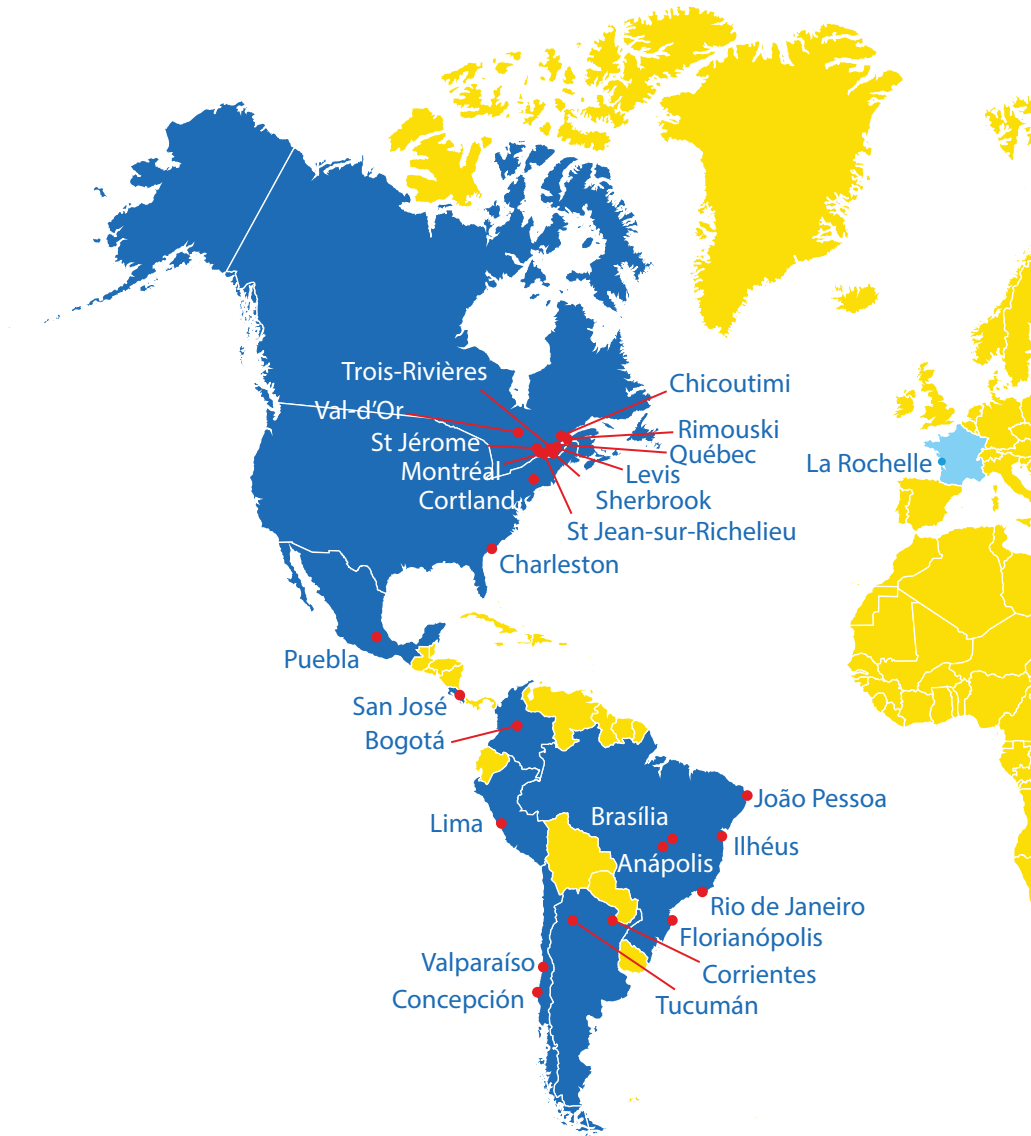 Trois-Rivières
Chicoutimi
Val-d'Or
Rimouski
St Jérome
Québec
Montréal
Levis
La Rochelle
Cortland
Sherbrook
St Jean-sur-Richelieu
Charleston
Puebla
San José
Bogotá
João Pessoa
Brasília
Lima
Ilhéus
Anápolis
Rio de Janeiro
Florianópolis
Valparaíso
Corrientes
Concepción
Tucumán